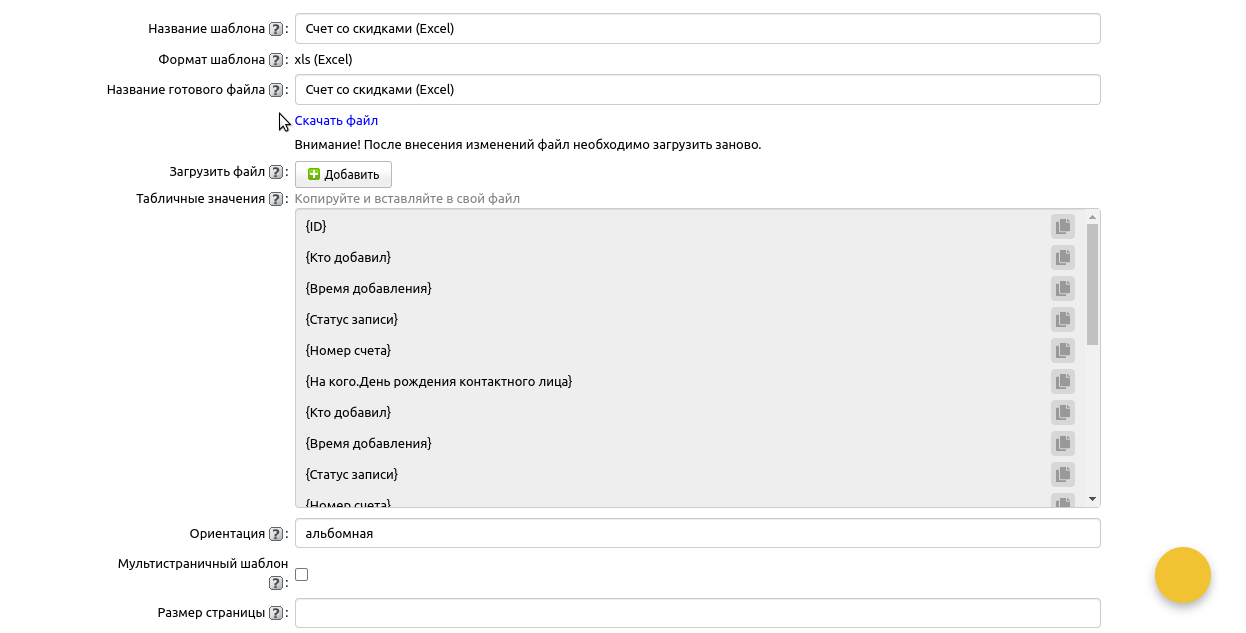 Название шаблона ?: Счет со скидками (Excel)
Формат шаблона ?: xls (Excel)
Название готового файла ?: Счет со скидками (Excel)
Скачать файл
Внимание! После внесения изменений файл необходимо загрузить заново.
Загрузить файл ?: Добавить
Табличные значения ?: Копируйте и вставляйте в свой файл
{ID}
{Кто добавил}
{Время добавления}
{Статус записи}
{Номер счета}
{На кого.День рождения контактного лица}
{Кто добавил}
{Время добавления}
{Статус записи}
{Номер счета}
Ориентация ?: альбомная
Мультистраничный шаблон
?:
Размер страницы ?: